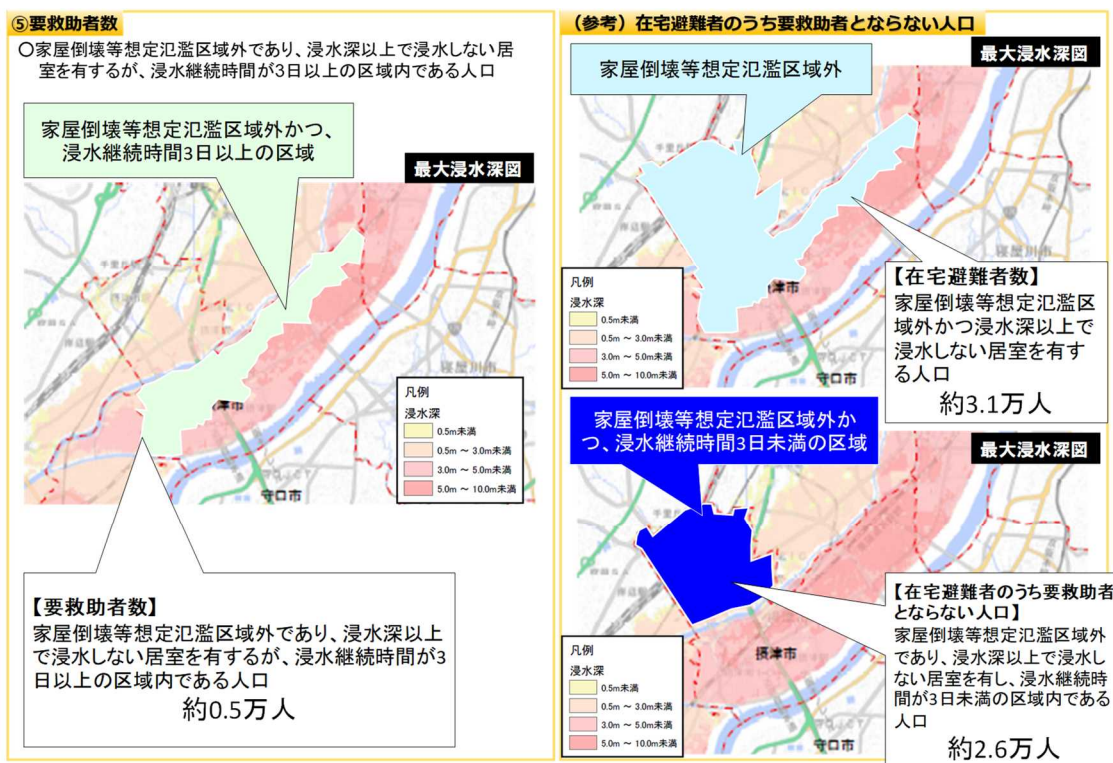 ⑤要救助者数
○家屋倒壊等想定氾濫区域外であり、浸水深以上で浸水しない居
室を有するが、浸水継続時間が3日以上の区域内である人口
家屋倒壊等想定氾濫区域外かつ、
浸水継続時間3日以上の区域
最大浸水深図
千里丘
寝屋川市
津市
守口市
凡例
浸水深
0.5m未満
0.5m ～ 3.0m未満
3.0m ～ 5.0m未満
5.0m ～ 10.0m未満
【要救助者数】
家屋倒壊等想定氾濫区域外であり、浸水深以上
で浸水しない居室を有するが、浸水継続時間が3
日以上の区域内である人口
約0.5万人
（参考）在宅避難者のうち要救助者とならない人口
最大浸水深図
家屋倒壊等想定氾濫区域外
千里丘
寝屋川市
津市
守口市
凡例
浸水深
0.5m未満
0.5m ～ 3.0m未満
3.0m ～ 5.0m未満
5.0m ～ 10.0m未満
【在宅避難者数】
家屋倒壊等想定氾濫区
域外かつ浸水深以上で
浸水しない居室を有す
る人口
約3.1万人
家屋倒壊等想定氾濫区域外か
つ、浸水継続時間3日未満の区域
最大浸水深図
千里丘
摂津市
守口市
凡例
浸水深
0.5m未満
0.5m ～ 3.0m未満
3.0m ～ 5.0m未満
5.0m ～ 10.0m未満
【在宅避難者のうち要救助者
とならない人口】
家屋倒壊等想定氾濫区域外
であり、浸水深以上で浸水し
ない居室を有し、浸水継続時
間が3日未満の区域内である
人口
約2.6万人